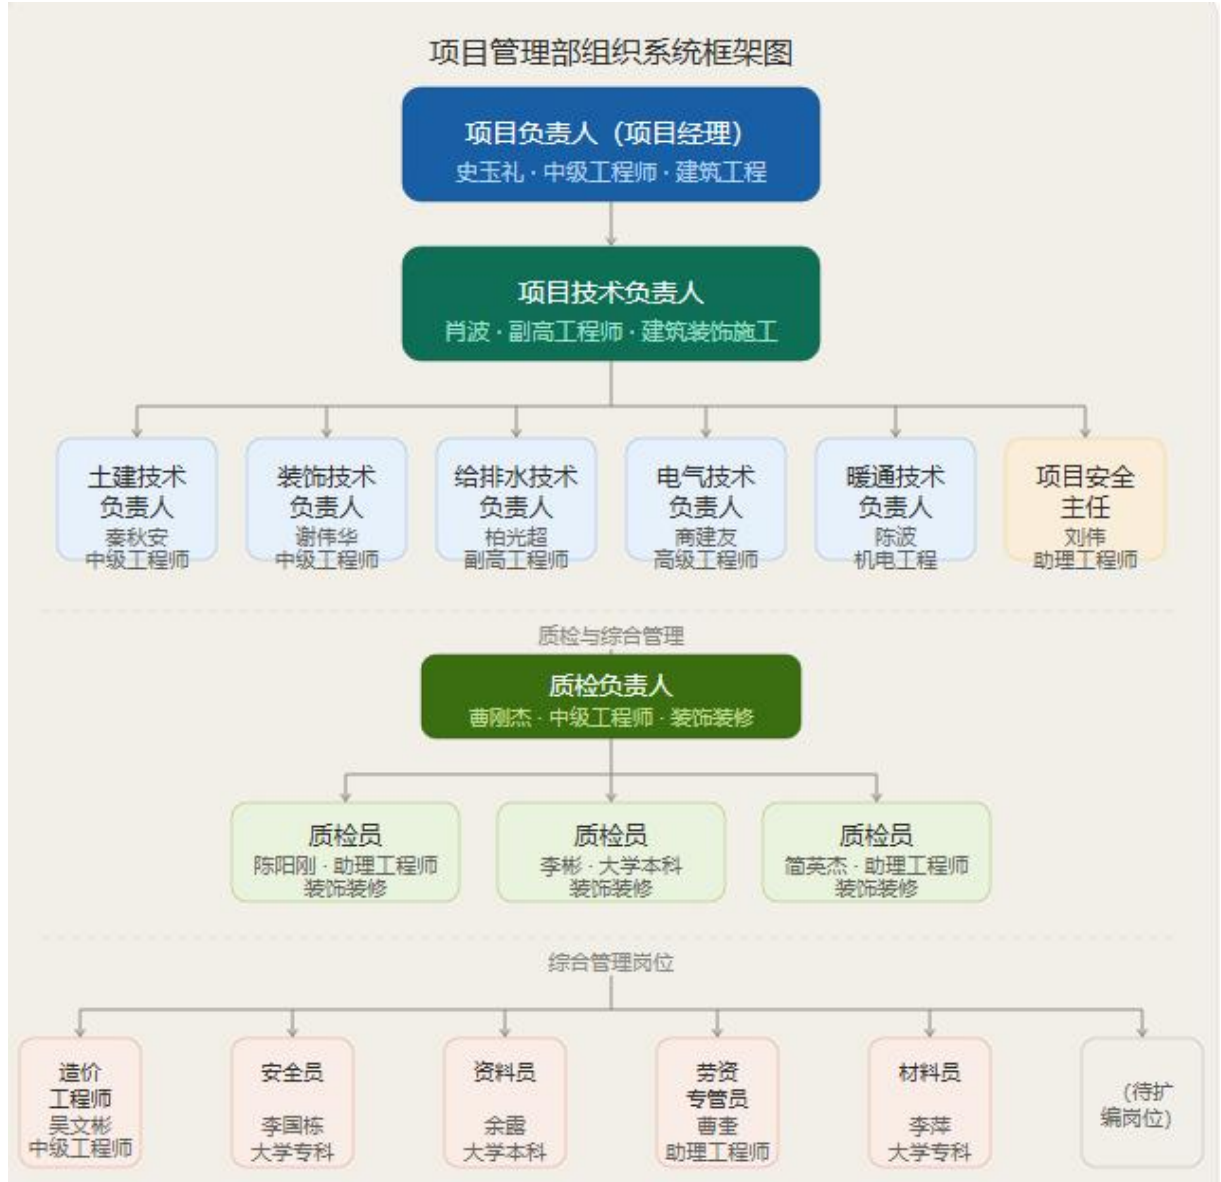 项目管理部组织系统框架图
项目负责人（项目经理）
史玉礼·中级工程师·建筑工程
项目技术负责人
肖波·副高工程师·建筑装饰施工
土建技术
负责人
秦秋安
中级工程师
装饰技术
负责人
谢伟华
中级工程师
给排水技术
负责人
柏光超
副高工程师
电气技术
负责人
商建友
高级工程师
暖通技术
负责人
陈波
机电工程
项目安全
主任
刘伟
助理工程师
质检与综合管理
质检负责人
曹刚杰·中级工程师·装饰装修
质检员
陈阳刚·助理工程师
装饰装修
质检员
李彬·大学本科
装饰装修
质检员
简英杰·助理工程师
装饰装修
综合管理岗位
造价
工程师
吴文彬
中级工程师
安全员
李国栋
大学专科
资料员
余露
大学本科
劳资
专管员
曹奎
助理工程师
材料员
李萍
大学专科
（待扩
编岗位）